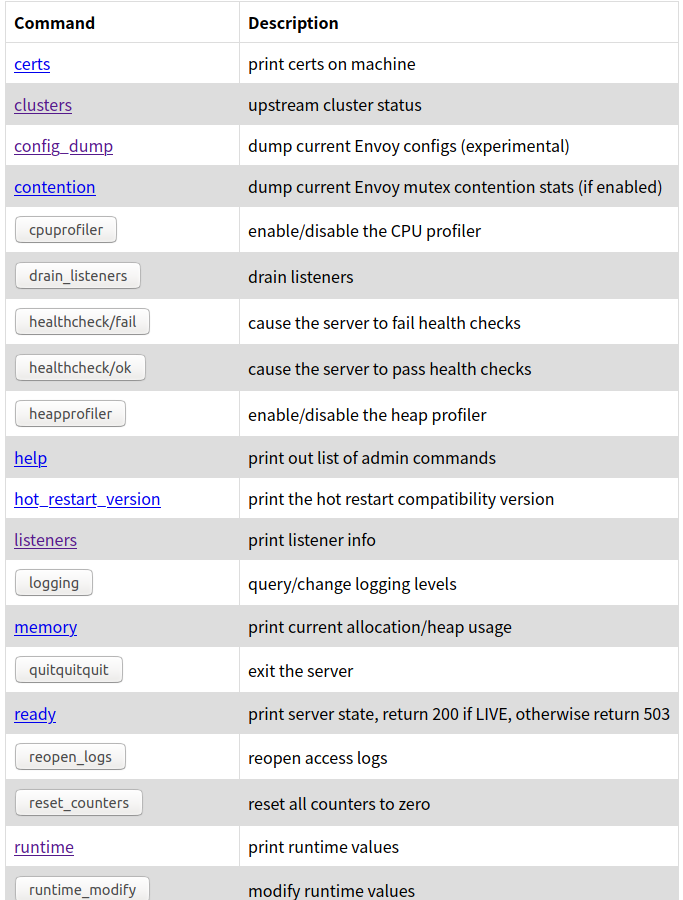 Command Description
certs print certs on machine
clusters upstream cluster status
config_dump dump current Envoy configs (experimental)
contention dump current Envoy mutex contention stats (if enabled)
cpuprofiler enable/disable the CPU profiler
drain_listeners drain listeners
healthcheck/fail cause the server to fail health checks
healthcheck/ok cause the server to pass health checks
heapprofiler enable/disable the heap profiler
help print out list of admin commands
hot_restart_version print the hot restart compatibility version
listeners print listener info
logging query/change logging levels
memory print current allocation/heap usage
quitquitquit exit the server
ready print server state, return 200 if LIVE, otherwise return 503
reopen_logs reopen access logs
reset_counters reset all counters to zero
runtime print runtime values
runtime_modify modify runtime values